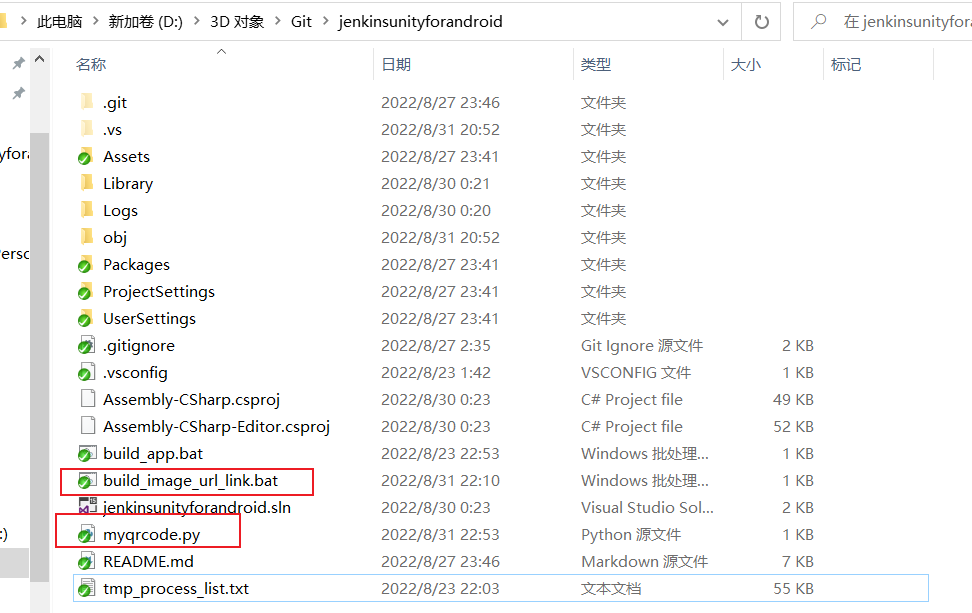 此电脑 > 新加卷 (D:) > 3D 对象 > Git > jenkinsunityforandroid 在 jenkinsunityfora
名称 日期 类型 大小 标记
.git 2022/8/27 23:46 文件夹
.vs 2022/8/31 20:52 文件夹
yfora Assets 2022/8/27 23:41 文件夹
Library 2022/8/30 0:21 文件夹
Logs 2022/8/30 0:20 文件夹
obj 2022/8/31 20:52 文件夹
Perso Packages 2022/8/27 23:41 文件夹
ProjectSettings 2022/8/27 23:41 文件夹
UserSettings 2022/8/27 23:41 文件夹
.gitignore 2022/8/27 2:35 Git Ignore 源文件 2 KB
.vsconfig 2022/8/23 1:42 VSCONFIG 文件 1 KB
Assembly-CSharp.csproj 2022/8/30 0:23 C# Project file 49 KB
Assembly-CSharp-Editor.csproj 2022/8/30 0:23 C# Project file 52 KB
build_app.bat 2022/8/23 22:53 Windows 批处理... 1 KB
build_image_url_link.bat 2022/8/31 22:10 Windows 批处理... 1 KB
jenkinsunityforandroid.sln 2022/8/30 0:23 Visual Studio Sol... 2 KB
:) myqrcode.py 2022/8/31 22:53 Python 源文件 1 KB
README.md 2022/8/27 23:46 Markdown 源文件 7 KB
tmp_process_list.txt 2022/8/23 22:03 文本文档 55 KB